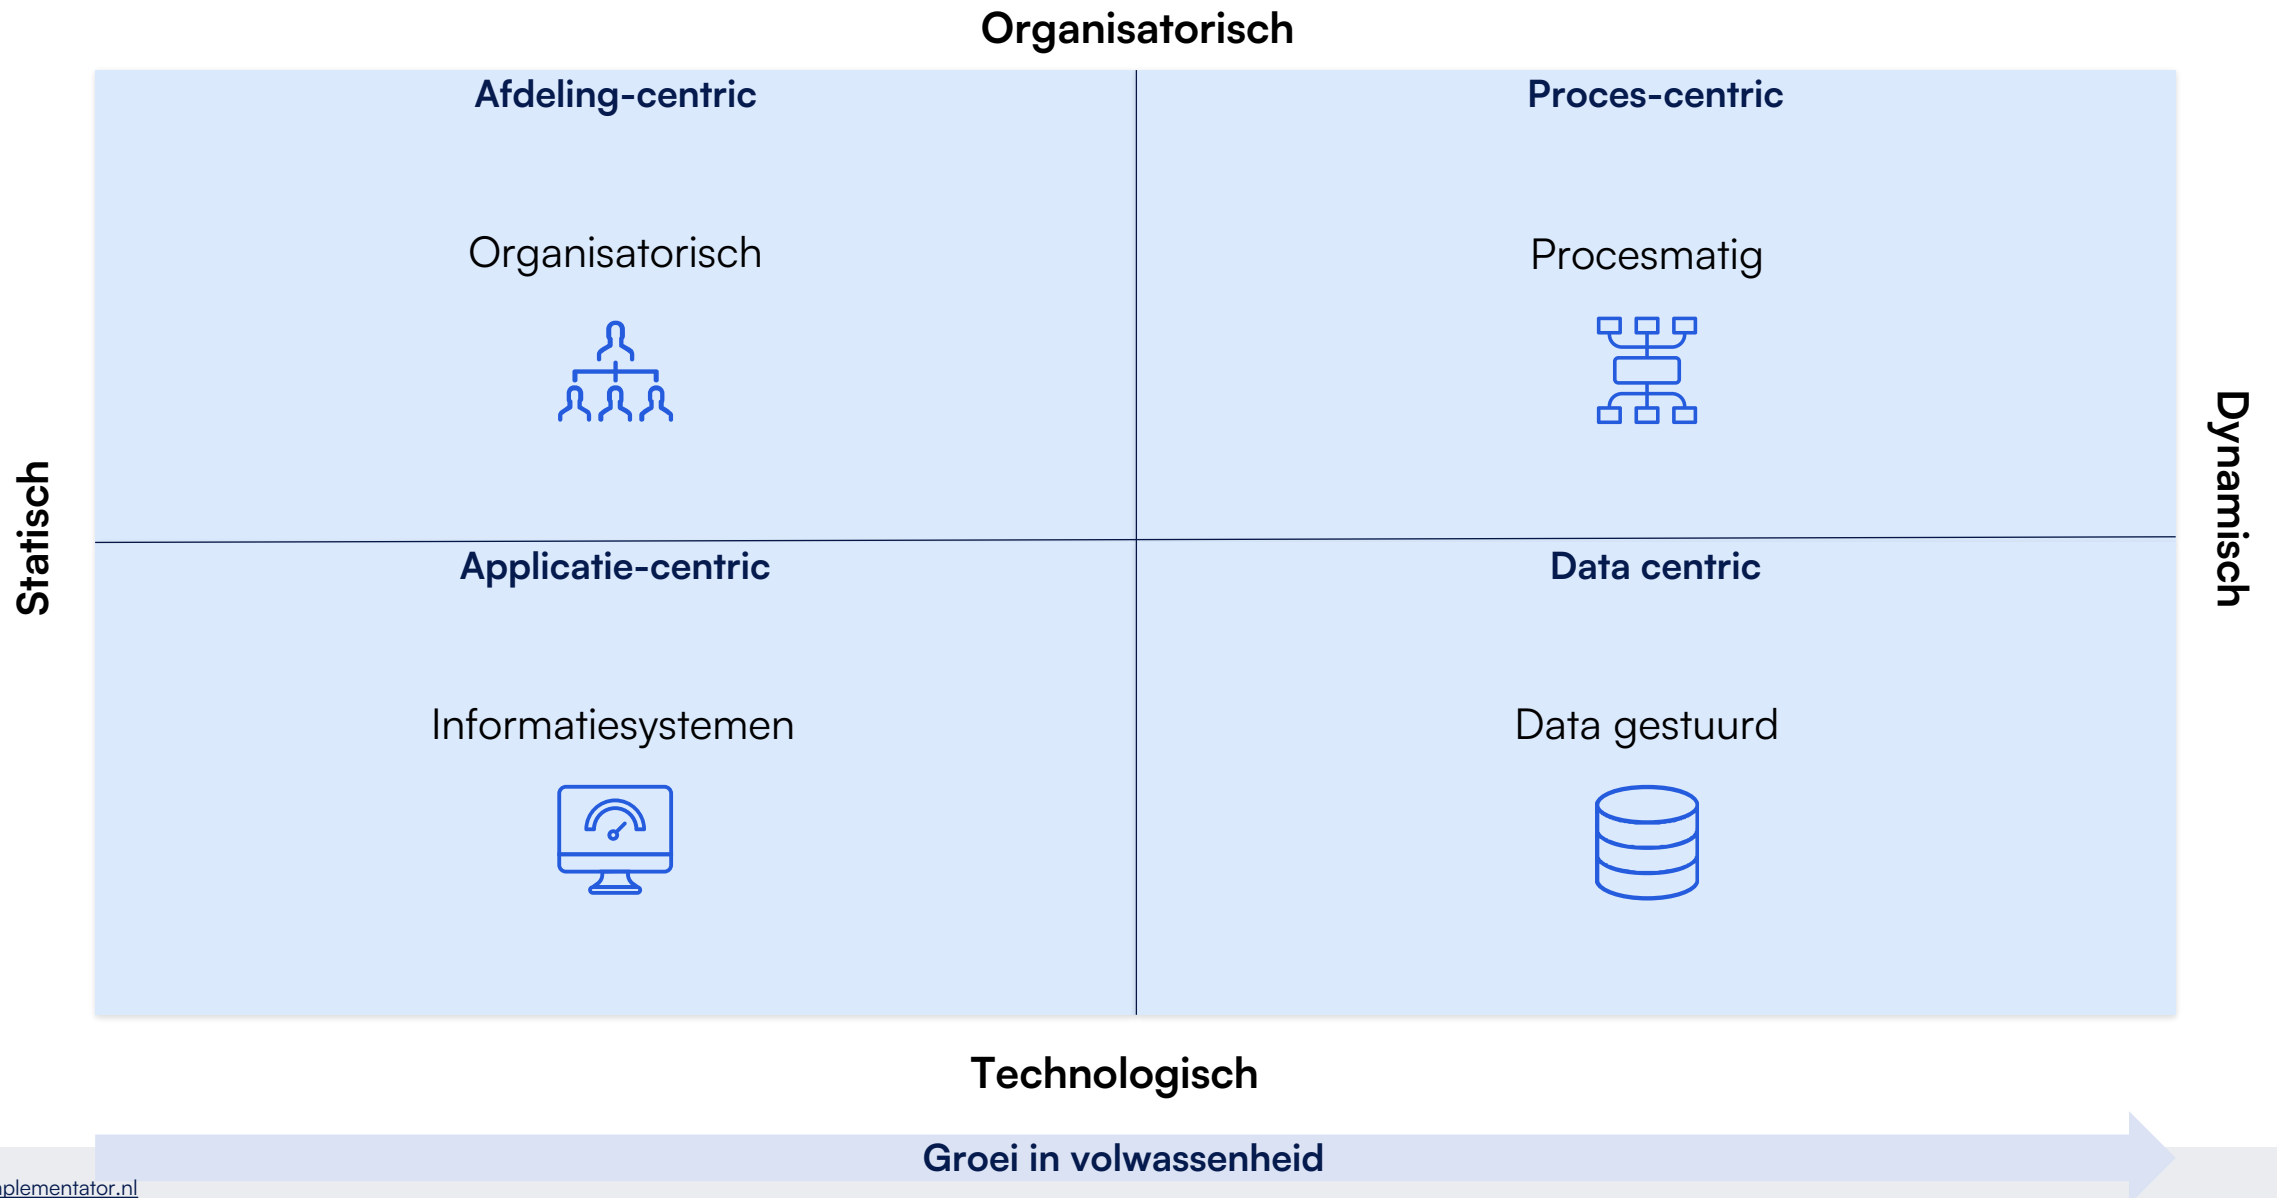 Organisatorisch
Afdeling-centric
Proces-centric
Organisatorisch
Procesmatig
Statisch
Dynamisch
Applicatie-centric
Data centric
Informatiesystemen
Data gestuurd
Technologisch
Groei in volwassenheid
plementator.nl